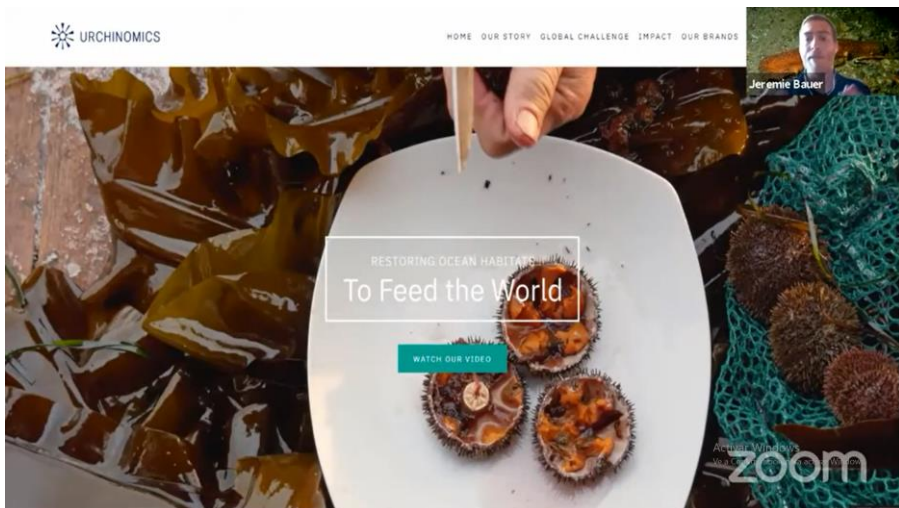 URCHINOMICS
HOME OUR STORY GLOBAL CHALLENGE IMPACT OUR BRANDS
Jeremie Bauer
RESTORING OCEAN HABITATS
To Feed the World
WATCH OUR VIDEO
Activar Windows
zoom